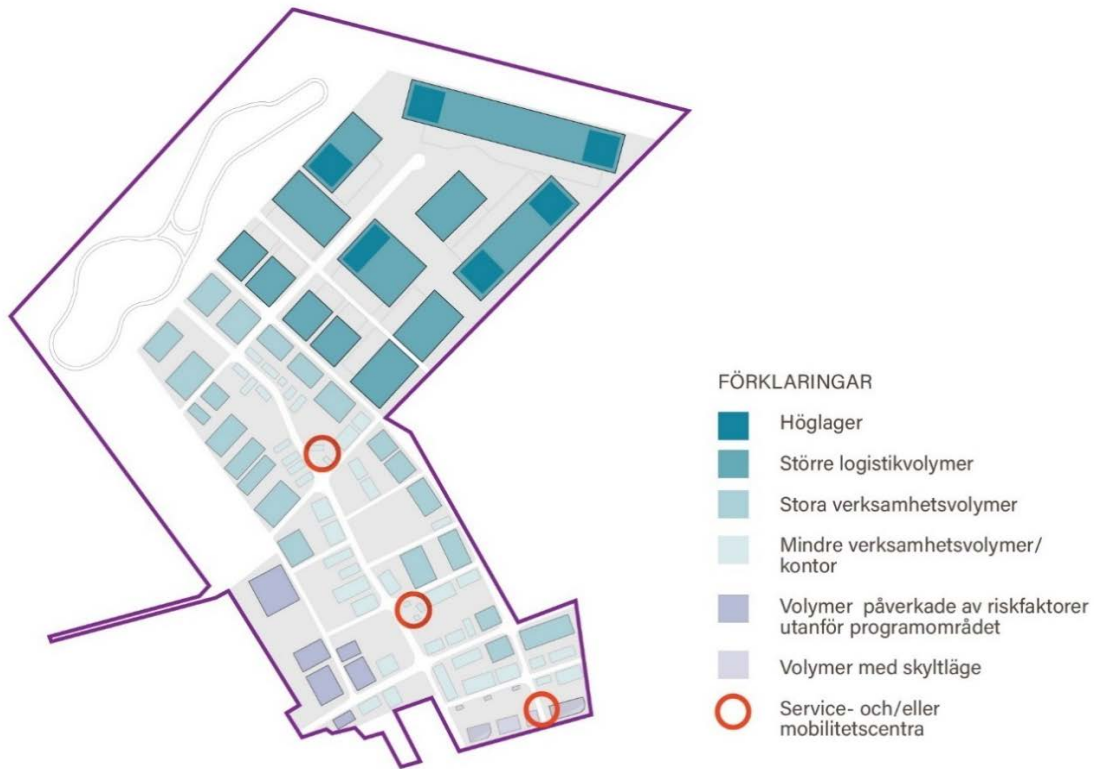 FÖRKLARINGAR
Höglager
Större logistikvolymer
Stora verksamhetsvolymer
Mindre verksamhetsvolymer/
kontor
Volymer påverkade av riskfaktorer
utanför programområdet
Volymer med skyltläge
Service- och/eller
mobilitetscentra